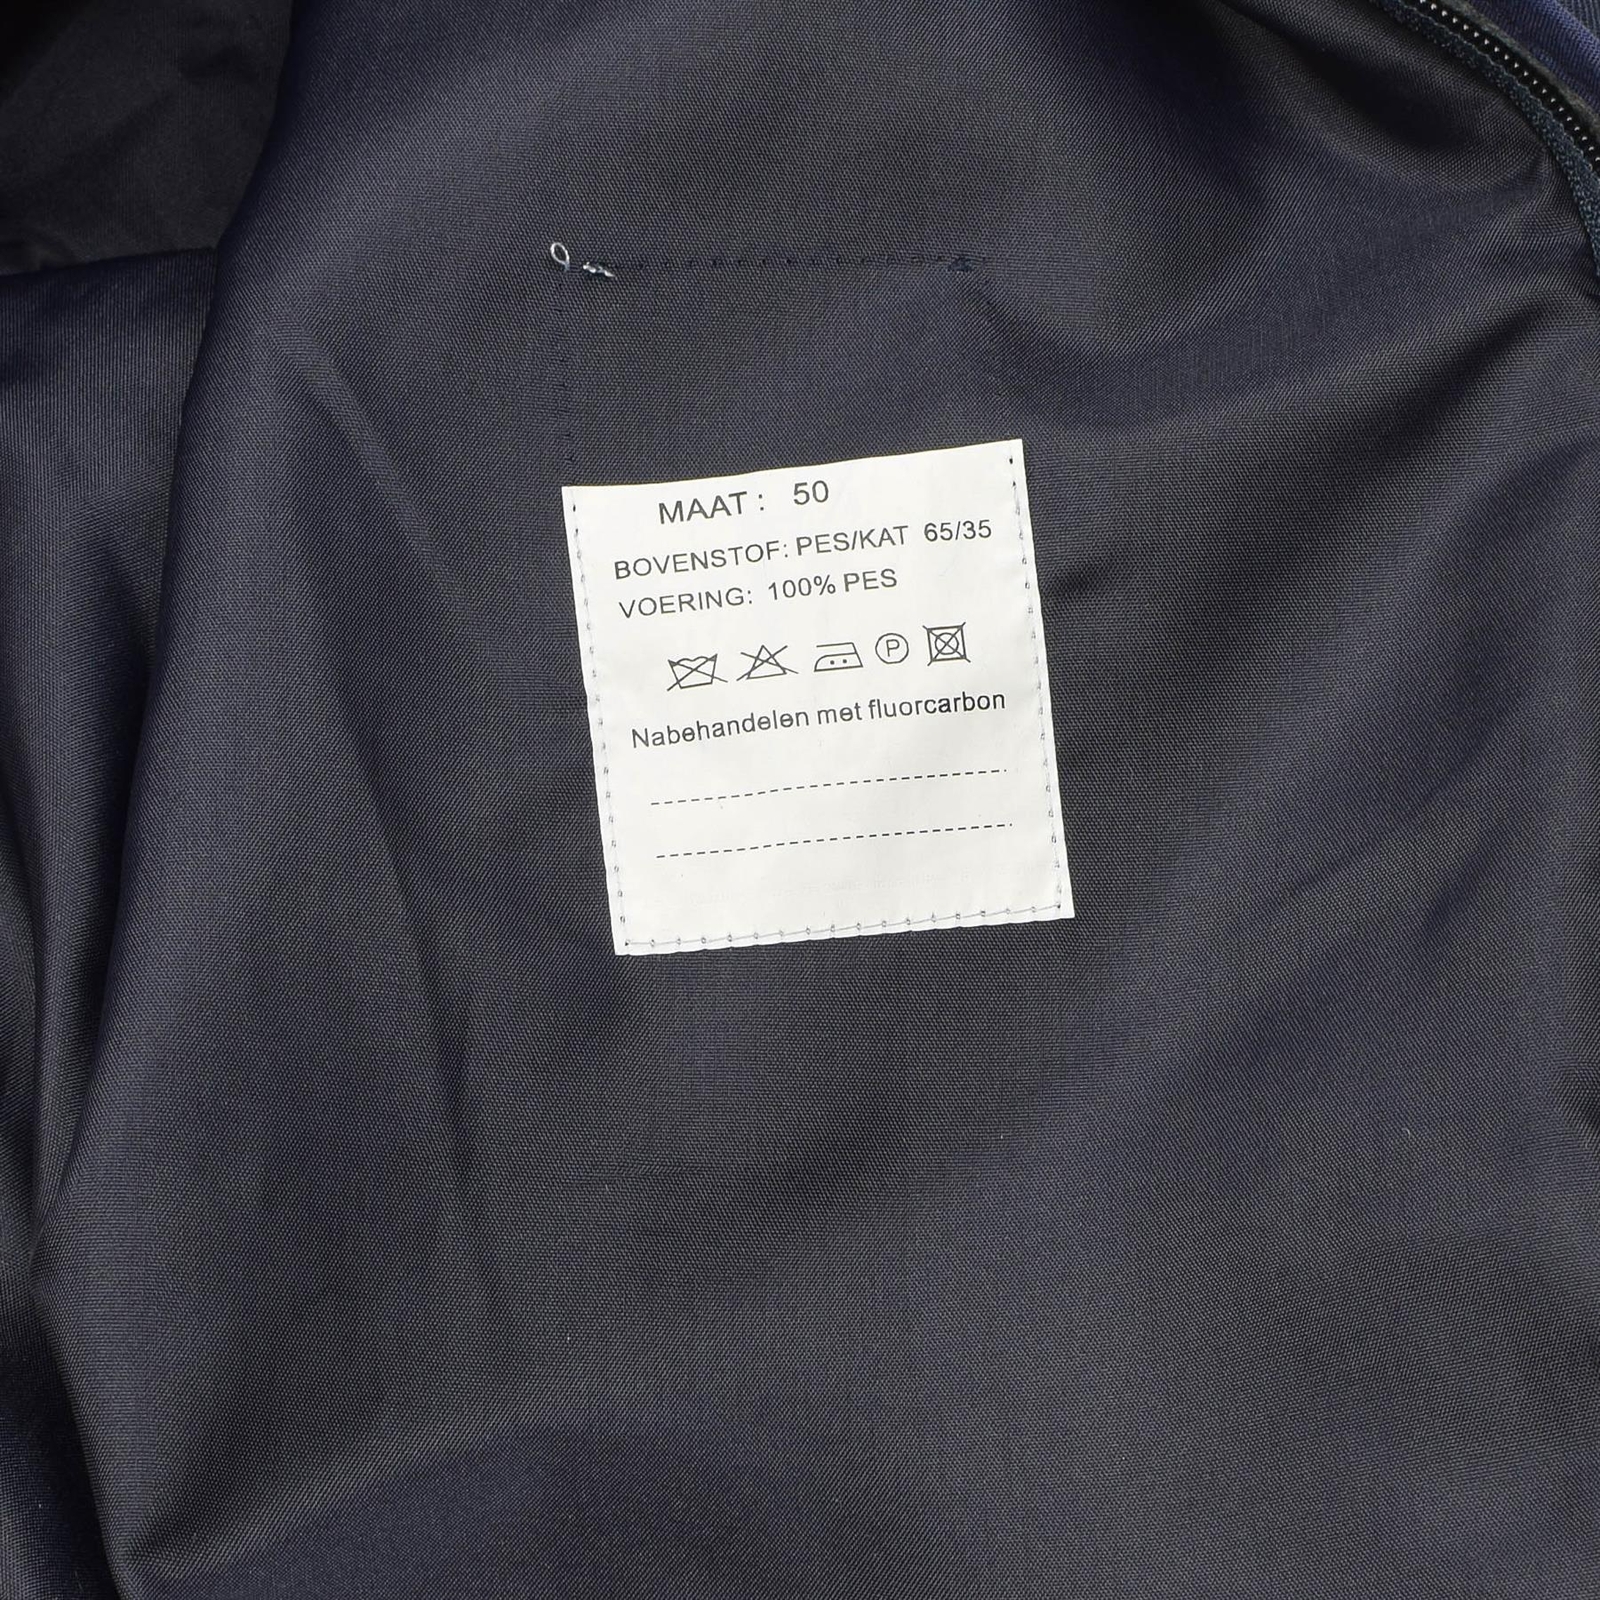 MAAT : 50
BOVENSTOF: PES/KAT 65/35
VOERING: 100% PES
P
Nabehandelen met fluorcarbon